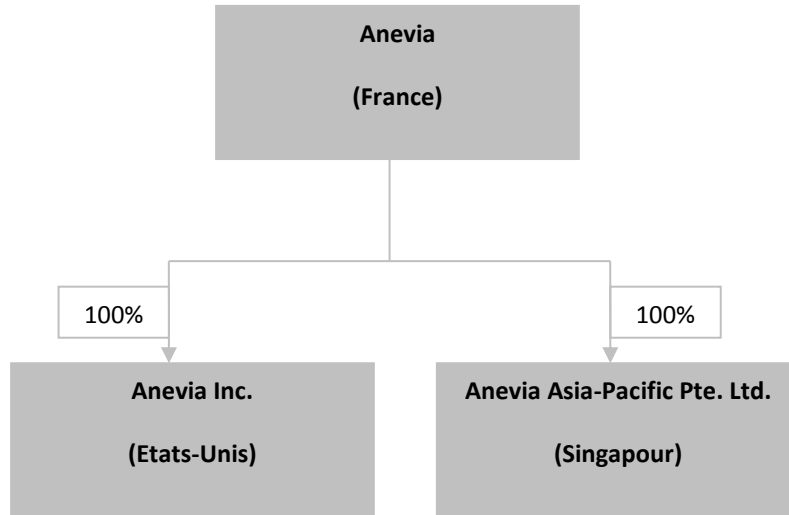 Anevia
(France)
100%
100%
Anevia Inc.
(Etats-Unis)
Anevia Asia-Pacific Pte. Ltd.
(Singapour)